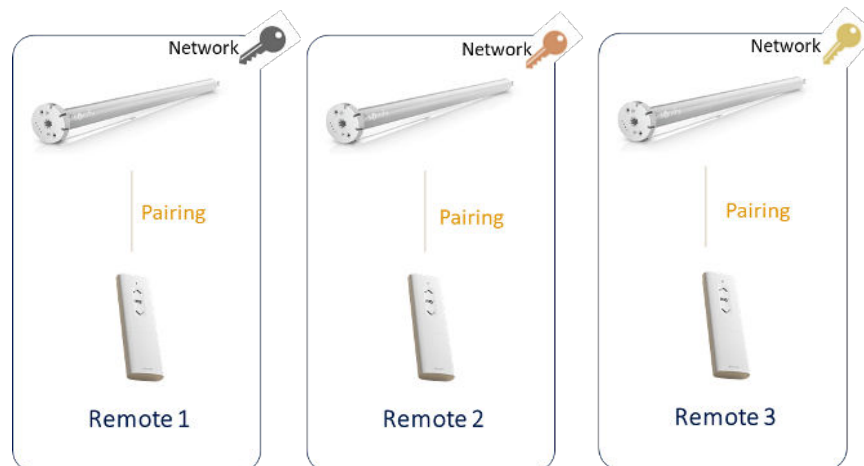 Network
Network
Network
Pairing
Pairing
Pairing
Remote 1
Remote 2
Remote 3